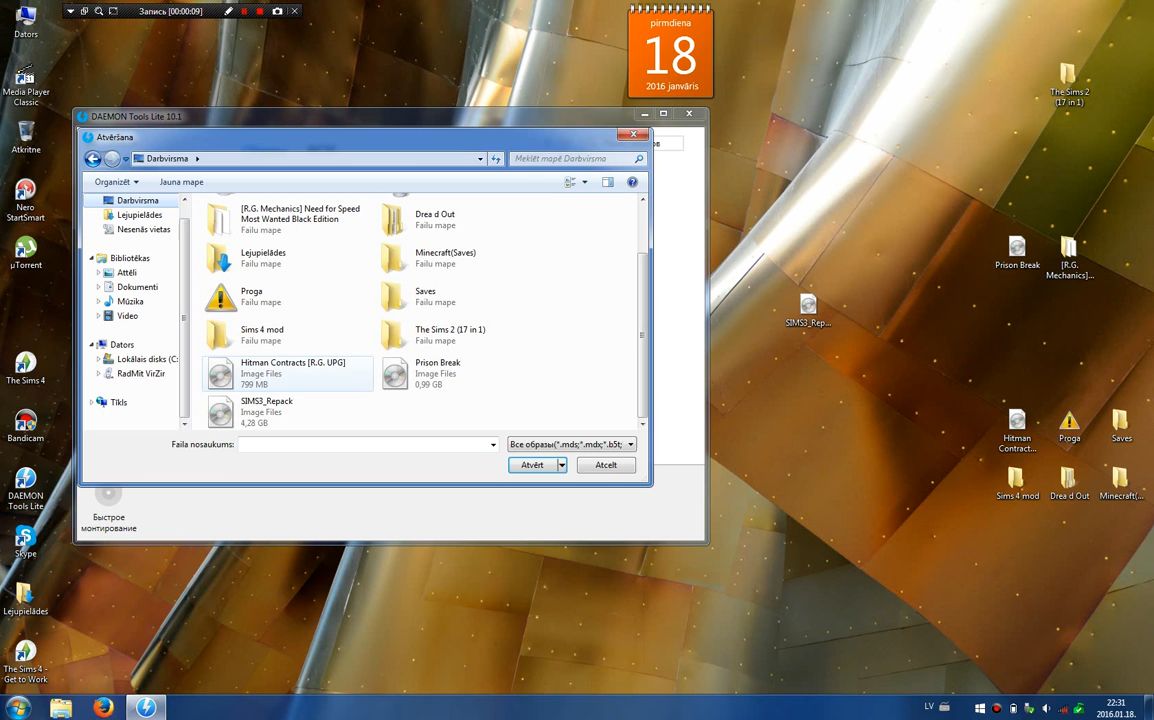 Dators
Media Player
Classic
Atkritne
Nero
StartSmart
µTorrent
The Sims 4
Bandicam
DAEMON
Tools Lite
Skype
Lejupielādes
The Sims 4 -
Get to Work
Запись [00:00:09]
pirmdiena
18
2016 janvāris
DAEMON Tools Lite 10.1
Atvēršana
Darbvirsma
Meklēt mapē Darbvirsma
Organizēt
Jauna mape
Darbvirsma
Lejupielādes
Nesenās vietas
Bibliotēkas
Attēli
Dokumenti
Mūzika
Video
Dators
Lokālais disks (C:
RadMit VirZir
Tīkls
[R.G. Mechanics] Need for Speed
Most Wanted Black Edition
Failu mape
Drea d Out
Failu mape
Lejupielādes
Failu mape
Minecraft(Saves)
Failu mape
Proga
Failu mape
Saves
Failu mape
Sims 4 mod
Failu mape
The Sims 2 (17 in 1)
Failu mape
Hitman Contracts [R.G. UPG]
Image Files
799 MB
Prison Break
Image Files
0,99 GB
SIMS3_Repack
Image Files
4,28 GB
Faila nosaukums:
Все образы(*.mds;*.mdx;*.b5t;
Atvērt
Atcelt
Быстрое
монтирование
The Sims 2
(17 in 1)
Prison Break
[R.G.
Mechanics]...
SIMS3_Rep...
Hitman
Contract...
Proga
Saves
Sims 4 mod
Drea d Out
Minecraft(...
LV
22:31
2016.01.18.